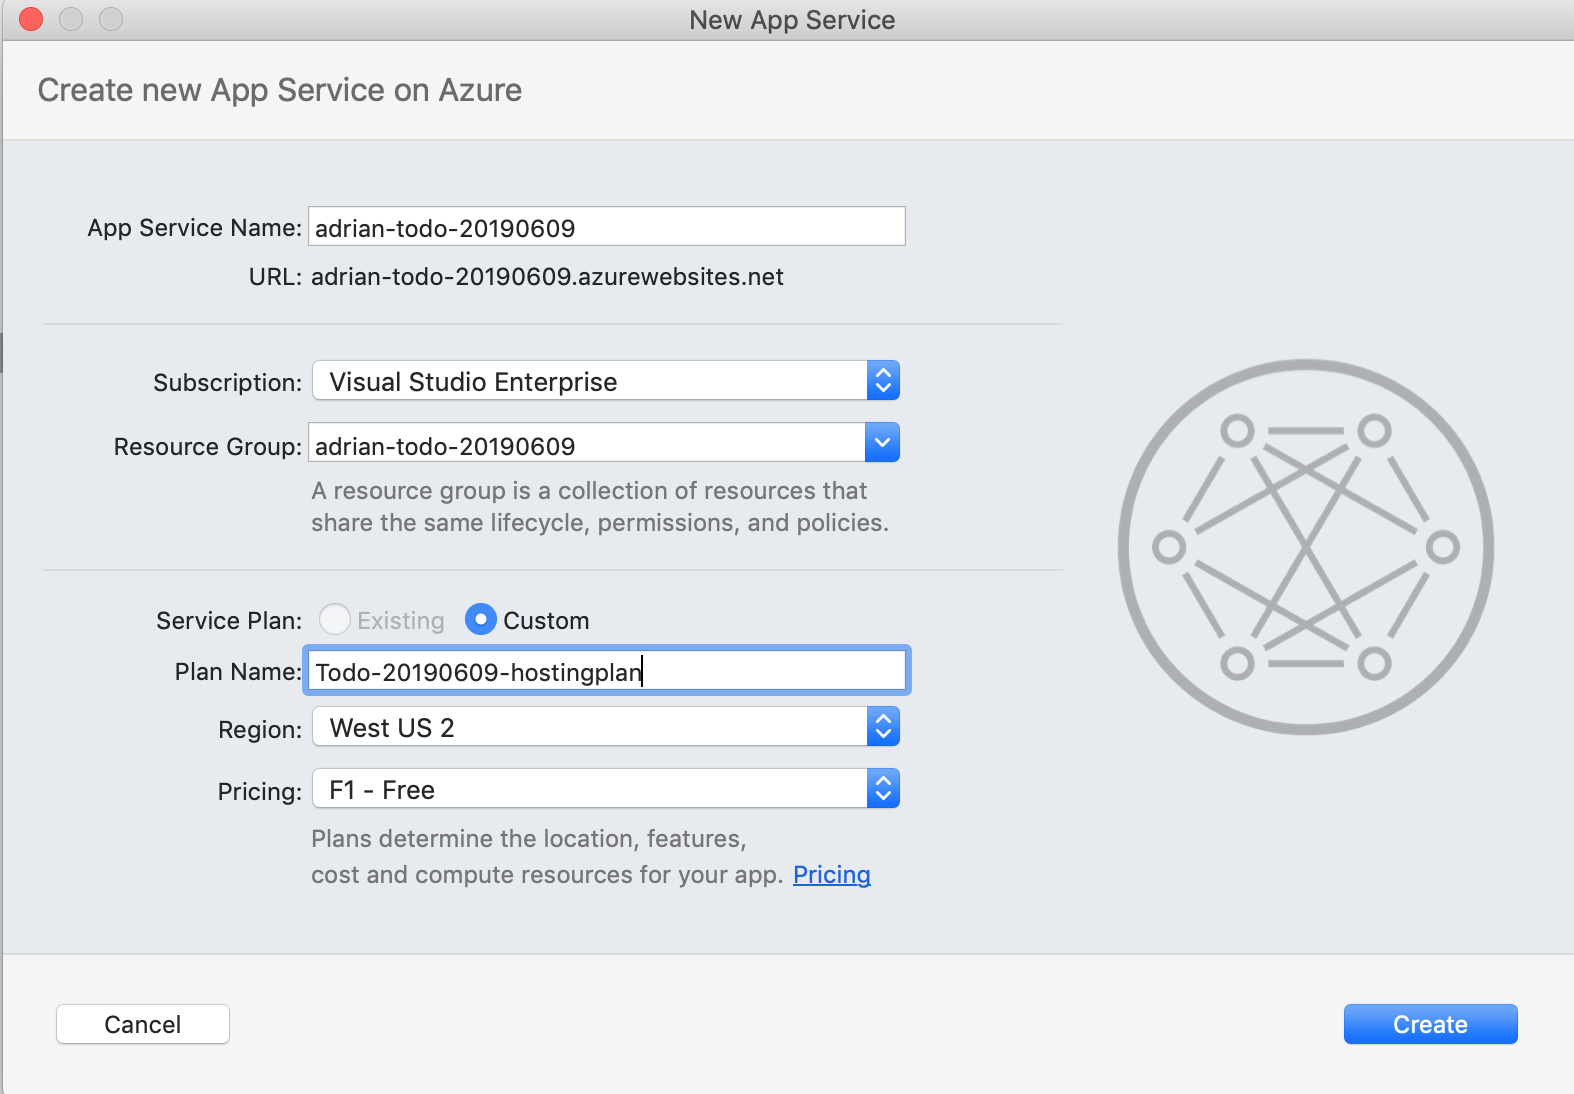 New App Service
Create new App Service on Azure
App Service Name: adrian-todo-20190609
URL: adrian-todo-20190609.azurewebsites.net
Subscription: Visual Studio Enterprise
Resource Group: adrian-todo-20190609
A resource group is a collection of resources that
share the same lifecycle, permissions, and policies.
Service Plan: Existing Custom
Plan Name: Todo-20190609-hostingplan
Region: West US 2
Pricing: F1 - Free
Plans determine the location, features,
cost and compute resources for your app. Pricing
Cancel Create